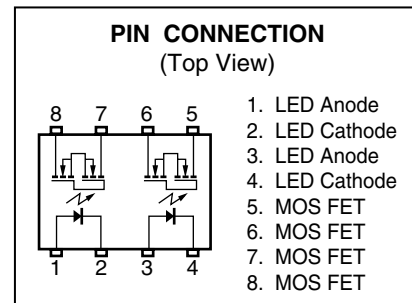 PIN CONNECTION
(Top View)
8 7 6 5
1 2 3 4
1. LED Anode
2. LED Cathode
3. LED Anode
4. LED Cathode
5. MOS FET
6. MOS FET
7. MOS FET
8. MOS FET